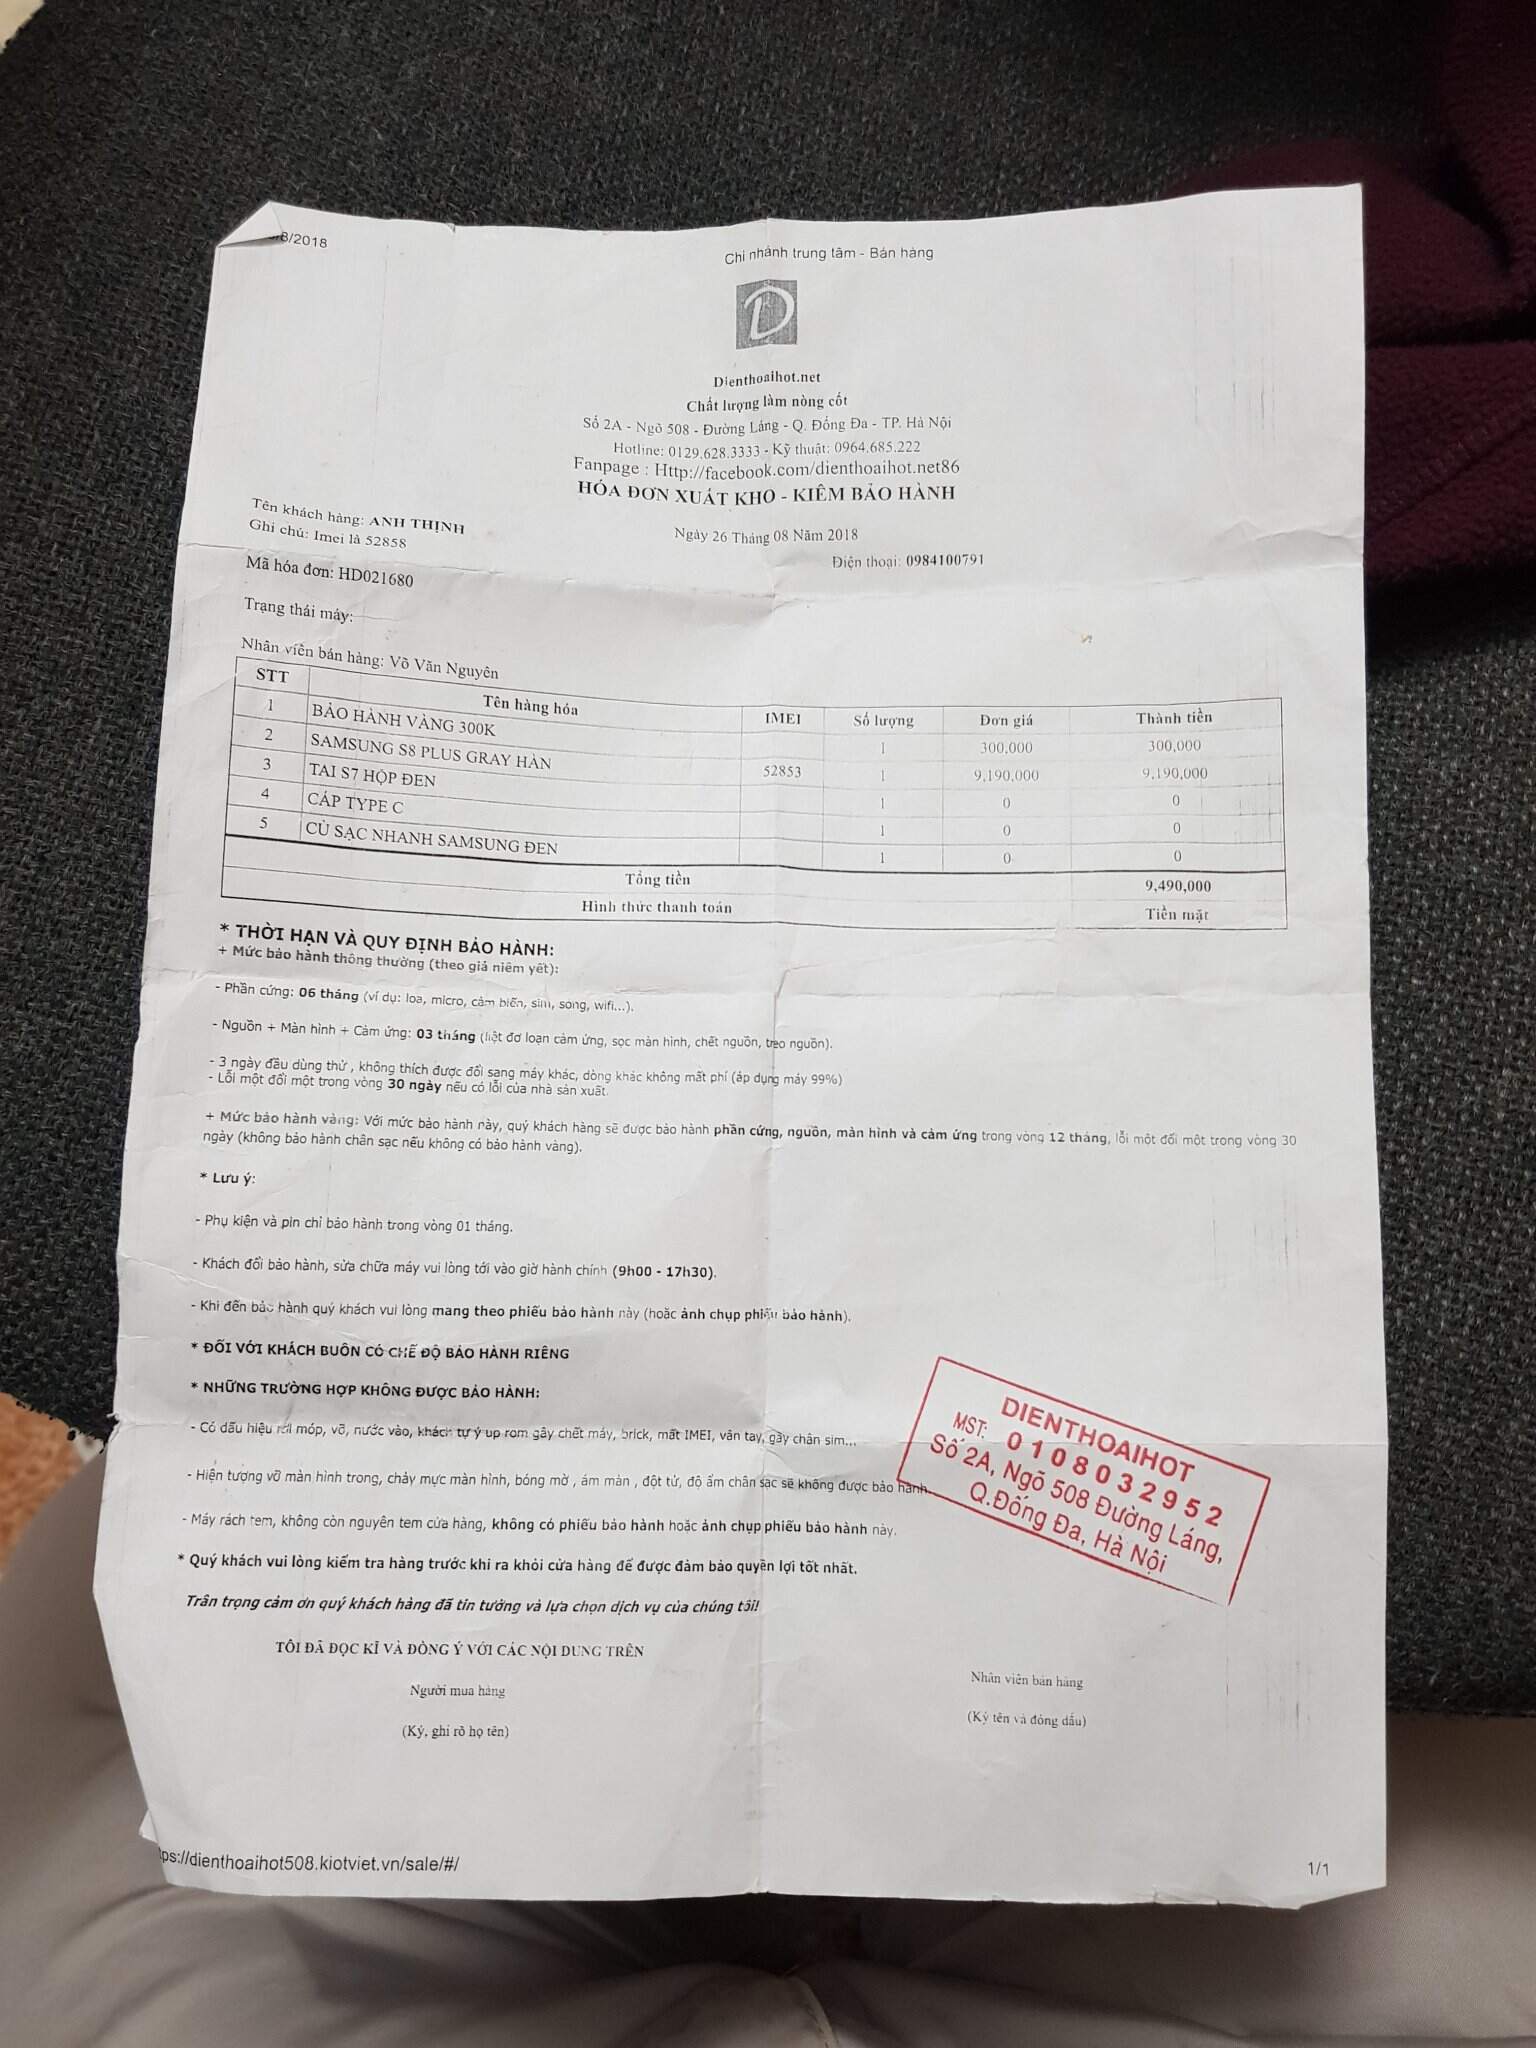 /8/2018
Chi nhánh trung tâm - Bán hàng
D
Dienthoaihot.net
Chất lượng làm nòng cốt
Số 2A - Ngõ 508 - Đường Láng - Q. Đống Đa - TP. Hà Nội
Hotline: 0129.628.3333 - Kỹ thuật: 0964.685.222
Fanpage : Http://facebook.com/dienthoaihot.net86
HÓA ĐƠN XUẤT KHO - KIÊM BẢO HÀNH
Ngày 26 Tháng 08 Năm 2018
Tên khách hàng: ANH THỊNH
Điện thoại: 0984100791
Ghi chú: Imei là 52858
Mã hóa đơn: HD021680
Trạng thái máy:
Nhân viên bán hàng: Võ Văn Nguyên
STT Tên hàng hóa IMEI Số lượng Đơn giá Thành tiền
1 BẢO HÀNH VÀNG 300K 1 300,000 300,000
2 SAMSUNG S8 PLUS GRAY HÀN 52853 1 9,190,000 9,190,000
3 TAI S7 HỘP ĐEN 1 0 0
4 CÁP TYPE C 1 0 0
5 CỦ SẠC NHANH SAMSUNG ĐEN 1 0 0
Tổng tiền 9,490,000
Hình thức thanh toán Tiền mặt
* THỜI HẠN VÀ QUY ĐỊNH BẢO HÀNH:
+ Mức bảo hành thông thường (theo giá niêm yết):
- Phần cứng: 06 tháng (ví dụ: loa, micro, cảm biến, sim, sóng, wifi...).
- Nguồn + Màn hình + Cảm ứng: 03 tháng (liệt đơ loạn cảm ứng, sọc màn hình, chết nguồn, treo nguồn).
- 3 ngày đầu dùng thử , không thích được đổi sang máy khác, dòng khác không mất phí (áp dụng máy 99%)
- Lỗi một đổi một trong vòng 30 ngày nếu có lỗi của nhà sản xuất.
+ Mức bảo hành vàng: Với mức bảo hành này, quý khách hàng sẽ được bảo hành phần cứng, nguồn, màn hình và cảm ứng trong vòng 12 tháng, lỗi một đổi một trong vòng 30
ngày (không bảo hành chân sạc nếu không có bảo hành vàng).
* Lưu ý:
- Phụ kiện và pin chỉ bảo hành trong vòng 01 tháng.
- Khách đổi bảo hành, sửa chữa máy vui lòng tới vào giờ hành chính (9h00 - 17h30).
- Khi đến bảo hành quý khách vui lòng mang theo phiếu bảo hành này (hoặc ảnh chụp phiếu bảo hành).
* ĐỐI VỚI KHÁCH BUÔN CÓ CHẾ ĐỘ BẢO HÀNH RIÊNG
* NHỮNG TRƯỜNG HỢP KHÔNG ĐƯỢC BẢO HÀNH:
- Có dấu hiệu rơi móp, vỡ, nước vào, khách tự ý up rom gây chết máy, brick, mất IMEI, vân tay, gãy chân sim...
- Hiện tượng vỡ màn hình trong, chảy mực màn hình, bóng mờ , ám màn , đột tử, độ ẩm chân sạc sẽ không được bảo hành.
- Máy rách tem, không còn nguyên tem cửa hàng, không có phiếu bảo hành hoặc ảnh chụp phiếu bảo hành này.
* Quý khách vui lòng kiểm tra hàng trước khi ra khỏi cửa hàng để được đảm bảo quyền lợi tốt nhất.
Trân trọng cảm ơn quý khách hàng đã tin tưởng và lựa chọn dịch vụ của chúng tôi!
DIENTHOAIHOT
MST: 0108032952
Số 2A, Ngõ 508 Đường Láng,
Q.Đống Đa, Hà Nội
TÔI ĐÃ ĐỌC KĨ VÀ ĐỒNG Ý VỚI CÁC NỘI DUNG TRÊN
Người mua hàng
Nhân viên bán hàng
(Ký, ghi rõ họ tên)
(Ký tên và đóng dấu)
tps://dienthoaihot508.kiotviet.vn/sale/#/
1/1